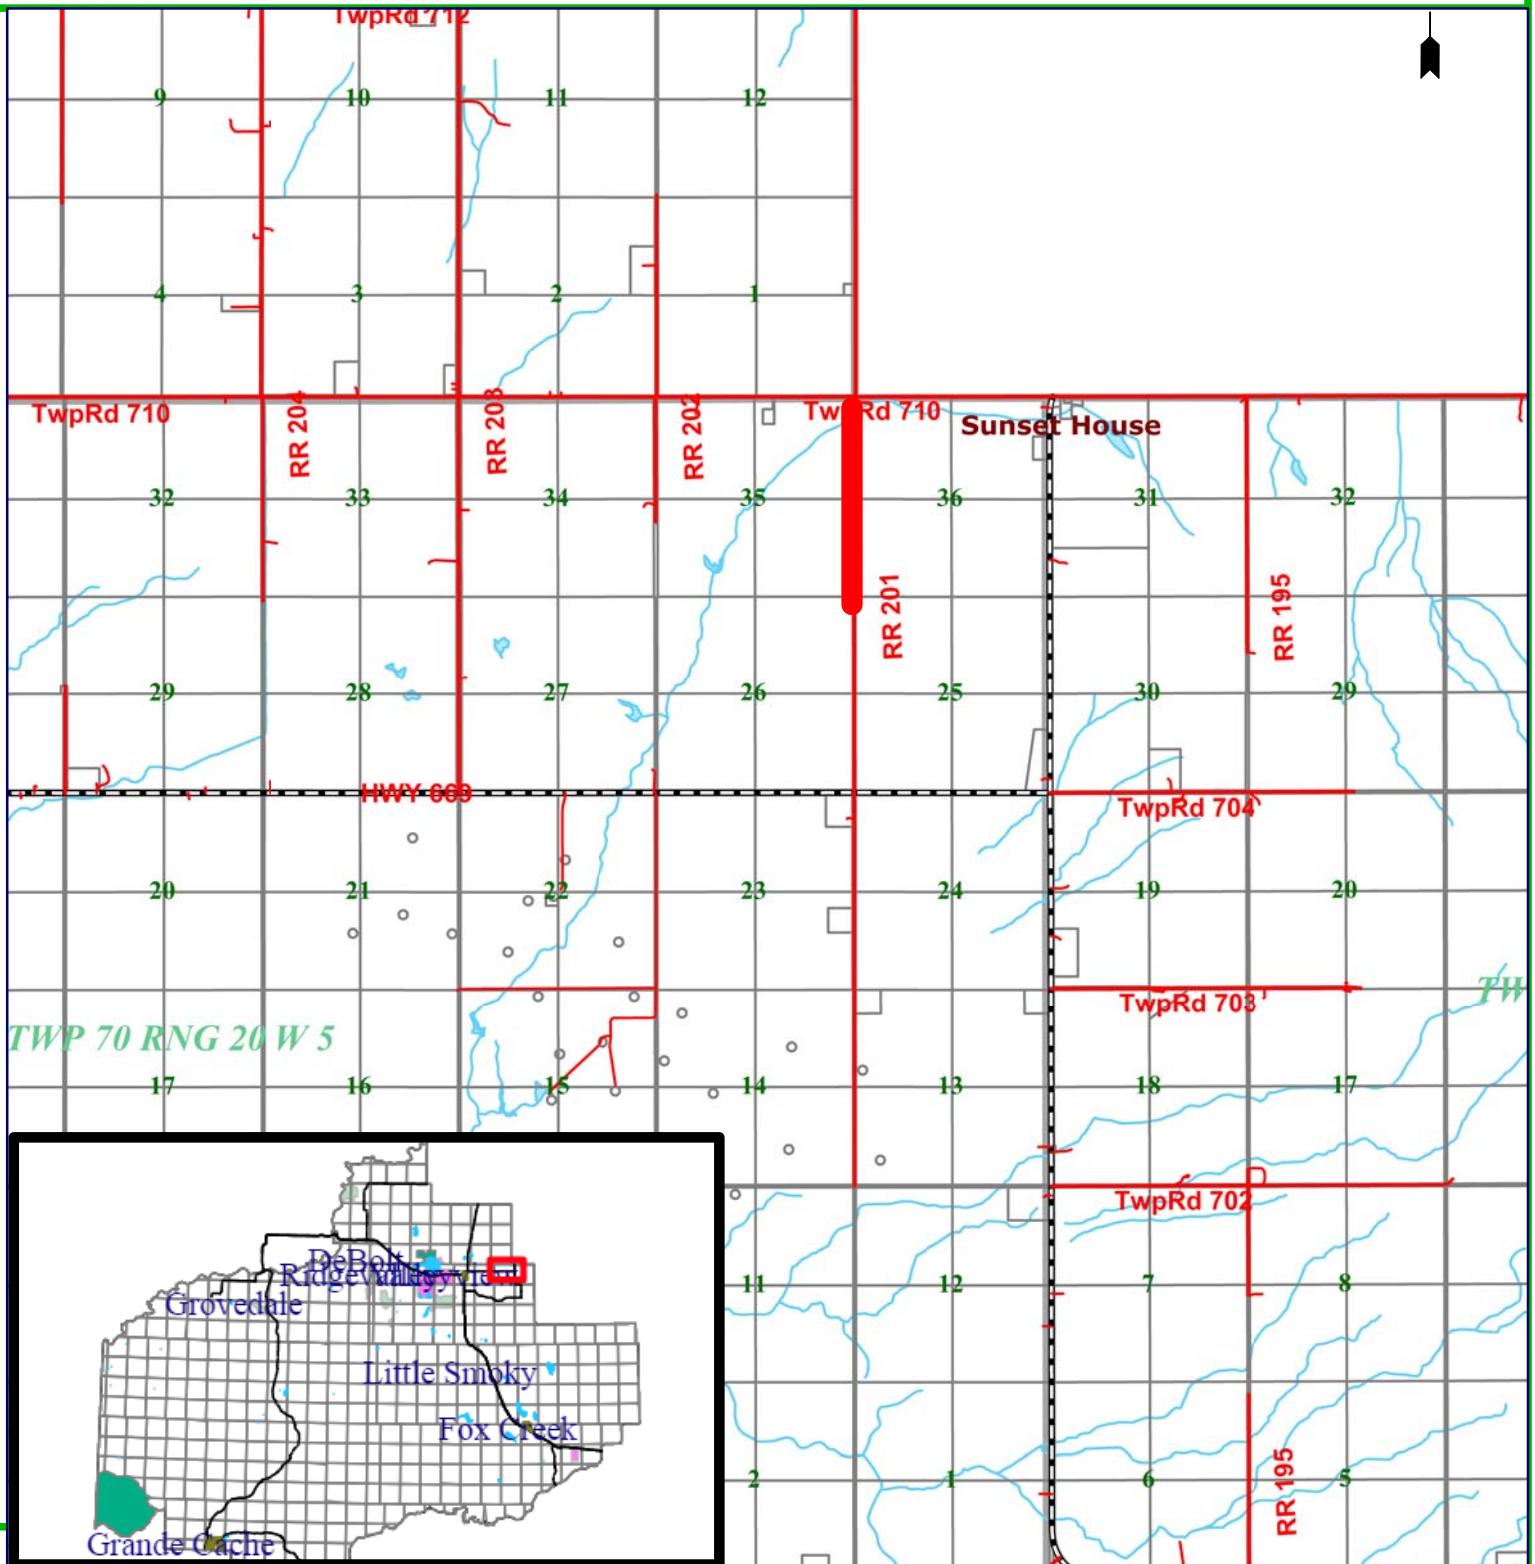 TwpRd 712
9 10 11 12
4 3 2 1
TwpRd 710 RR 204 RR 203 RR 202 TwpRd 710
Sunset House
32 33 34 35 36 31 32
RR 201 RR 195
29 28 27 26 25 30 29
HWY 669
TwpRd 704
20 21 22 23 24 19 20
TwpRd 703
TW
TWP 70 RNG 20 W 5
17 16 15 14 13 18 17
TwpRd 702
11 12 7 8
2 1 6 5
RR 195
DeBolt
Ridgevalley
Valleyview
Grovedale
Little Smoky
Fox Creek
Grande Cache